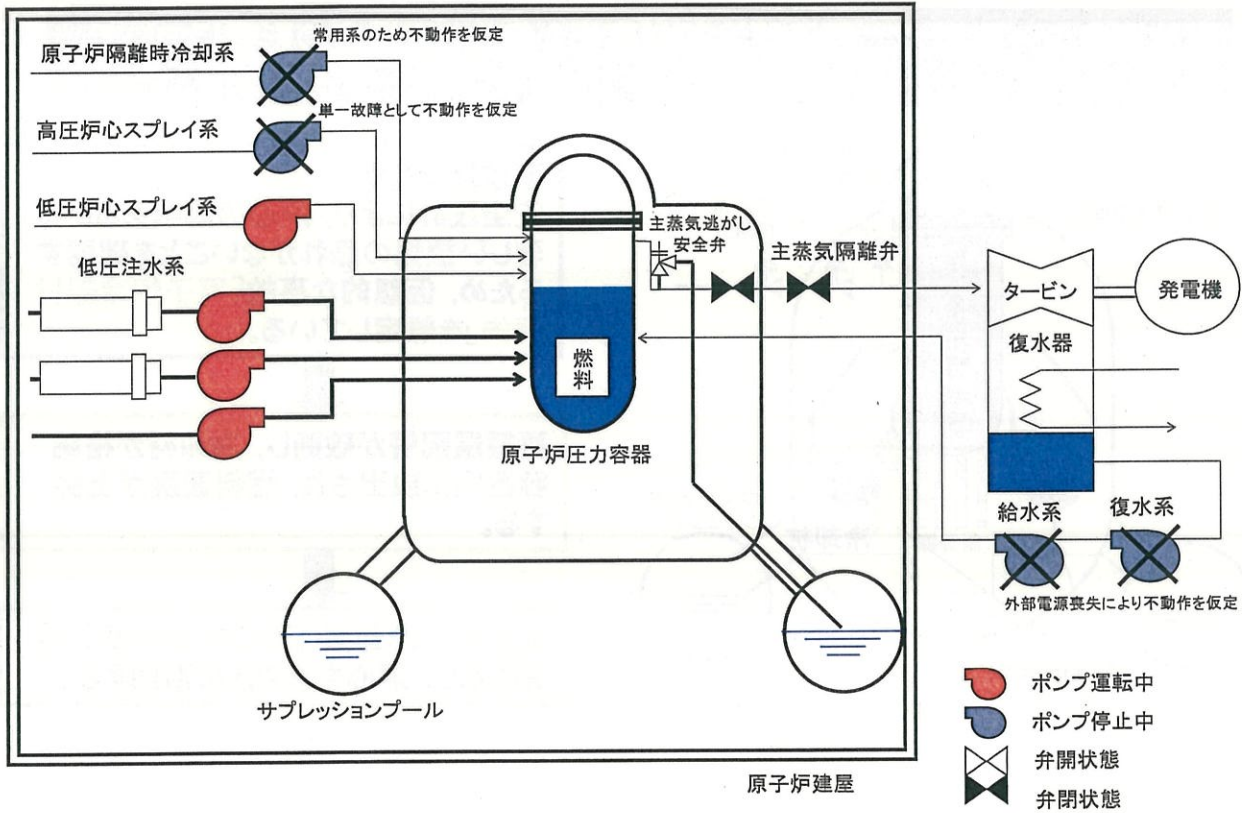 常用系のため不動作を仮定
原子炉隔離時冷却系
単一故障として不動作を仮定
高圧炉心スプレイ系
低圧炉心スプレイ系
低圧注水系
主蒸気逃がし
安全弁
主蒸気隔離弁
タービン
発電機
復水器
燃
料
原子炉圧力容器
給水系
復水系
外部電源喪失により不動作を仮定
サプレッションプール
ポンプ運転中
ポンプ停止中
弁開状態
弁閉状態
原子炉建屋